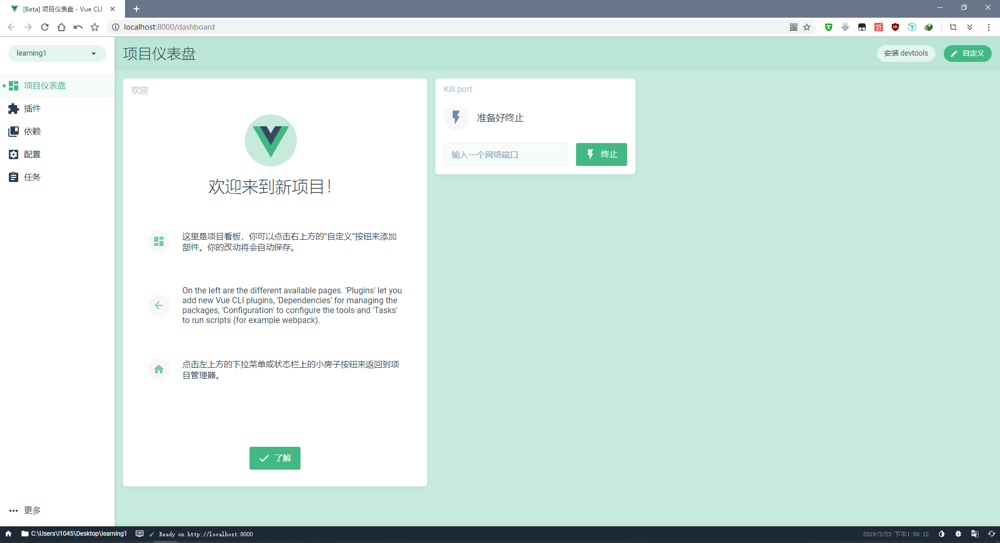 [Beta] 项目仪表盘 - Vue CLI
localhost:8000/dashboard
折
learning1
项目仪表盘
安装 devtools
自定义
项目仪表盘
插件
依赖
配置
任务
更多
欢迎
欢迎来到新项目！
这里是项目看板，你可以点击右上方的“自定义”按钮来添加
部件。你的改动将会自动保存。
On the left are the different available pages. 'Plugins' let you
add new Vue CLI plugins, 'Dependencies' for managing the
packages, 'Configuration' to configure the tools and 'Tasks'
to run scripts (for example webpack).
点击左上方的下拉菜单或状态栏上的小房子按钮来返回到项
目管理器。
了解
Kill port
准备好终止
输入一个网络端口
终止
C:\Users\l1045\Desktop\learning1
Ready on http://localhost:8000
2019/3/23 下午1:58:12